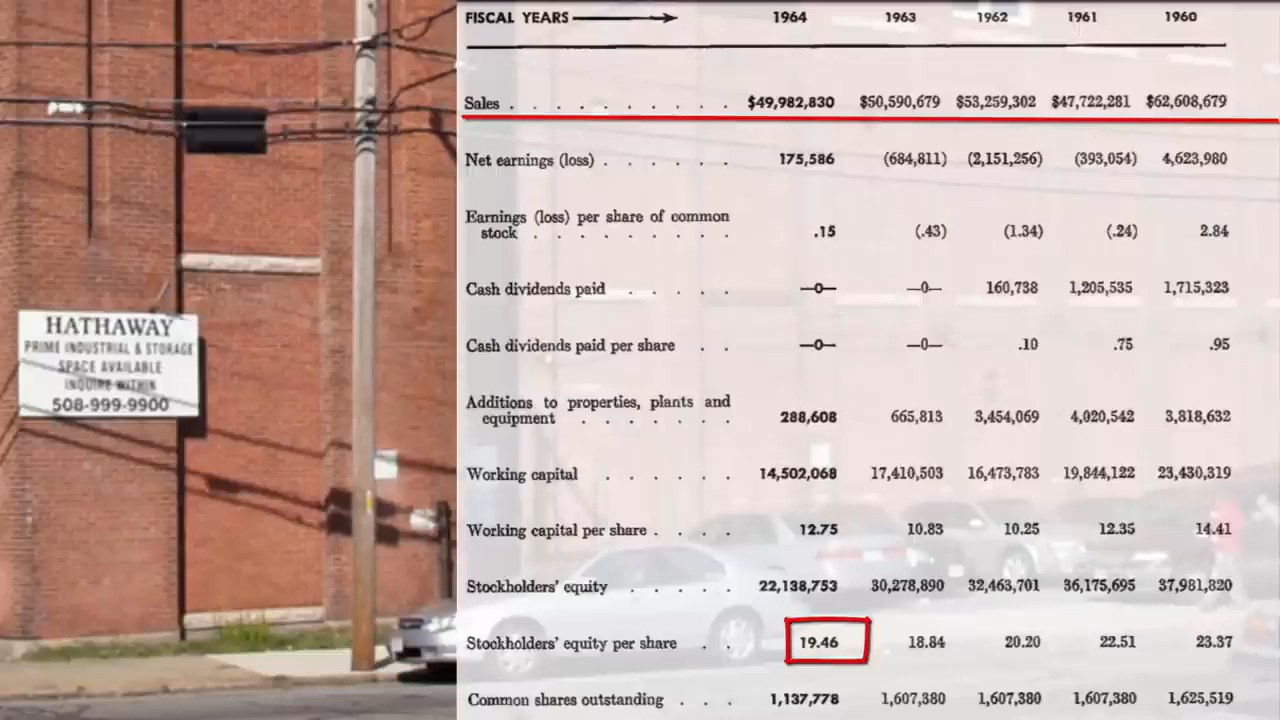 HATHAWAY
PRIME INDUSTRIAL & STORAGE
SPACE AVAILABLE
INQUIRE WITHIN
508-999-9900
FISCAL YEARS 1964 1963 1962 1961 1960
Sales . . . . . . . . . . $49,982,830 $50,590,679 $53,259,302 $47,722,281 $62,608,679
Net earnings (loss) . . . . . . 175,586 (684,811) (2,151,256) (393,054) 4,623,980
Earnings (loss) per share of common
stock . . . . . . . . . .15 (.43) (1.34) (.24) 2.84
Cash dividends paid . . . . . —0— —0— 160,738 1,205,535 1,715,323
Cash dividends paid per share . . —0— —0— .10 .75 .95
Additions to properties, plants and
equipment . . . . . . . 288,608 665,813 3,454,069 4,020,542 3,818,632
Working capital . . . . . . 14,502,068 17,410,503 16,473,783 19,844,122 23,430,319
Working capital per share . . . . 12.75 10.83 10.25 12.35 14.41
Stockholders' equity . . . . . 22,138,753 30,278,890 32,463,701 36,175,695 37,981,820
Stockholders' equity per share . . 19.46 18.84 20.20 22.51 23.37
Common shares outstanding . . . 1,137,778 1,607,380 1,607,380 1,607,380 1,625,519